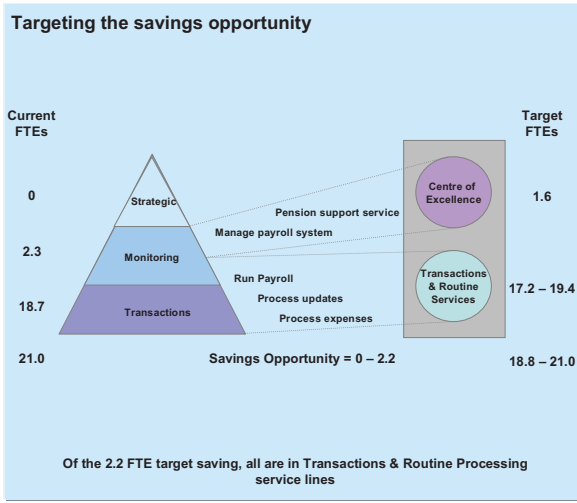 Targeting the savings opportunity
Current
FTEs
Target
FTEs
0
Strategic
Centre of
Excellence
1.6
Pension support service
Manage payroll system
2.3
Monitoring
Run Payroll
Transactions
& Routine
Services
17.2 – 19.4
Process updates
18.7
Transactions
Process expenses
21.0
Savings Opportunity = 0 – 2.2
18.8 – 21.0
Of the 2.2 FTE target saving, all are in Transactions & Routine Processing
service lines